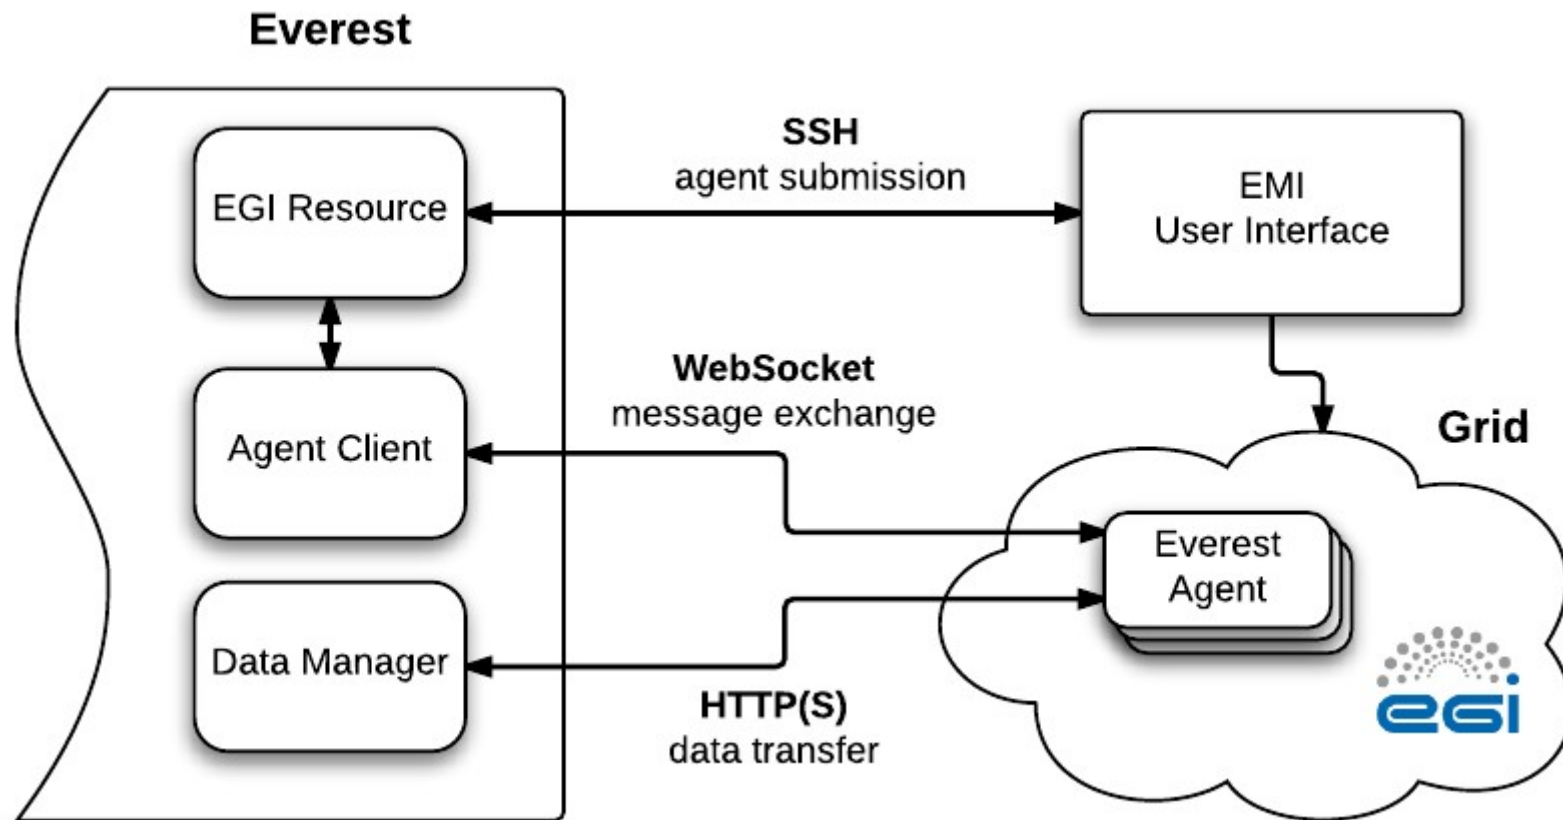 Everest
SSH
agent submission
EGI Resource
EMI
User Interface
WebSocket
message exchange
Agent Client
Grid
Everest
Agent
Data Manager
HTTP(S)
data transfer
egi